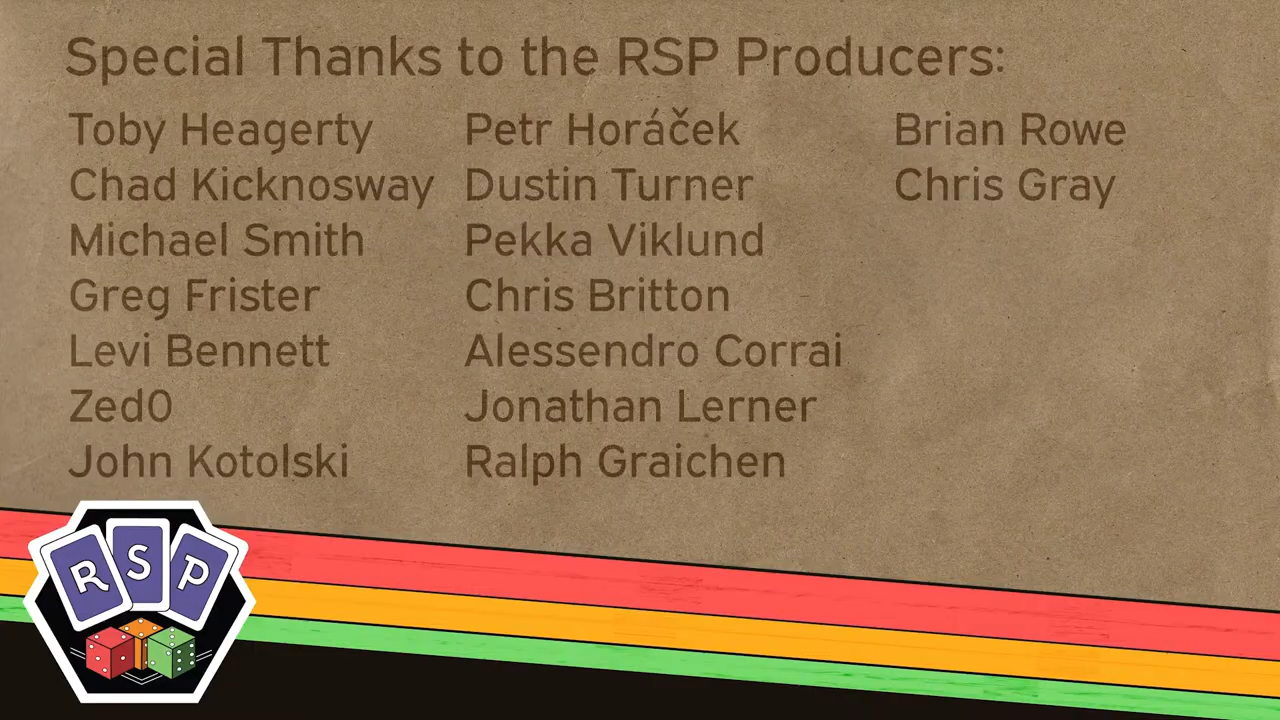 Special Thanks to the RSP Producers:
Toby Heagerty
Chad Kicknosway
Michael Smith
Greg Frister
Levi Bennett
Zed0
John Kotolski
Petr Horáček
Dustin Turner
Pekka Viklund
Chris Britton
Alessendro Corrai
Jonathan Lerner
Ralph Graichen
Brian Rowe
Chris Gray
RSP